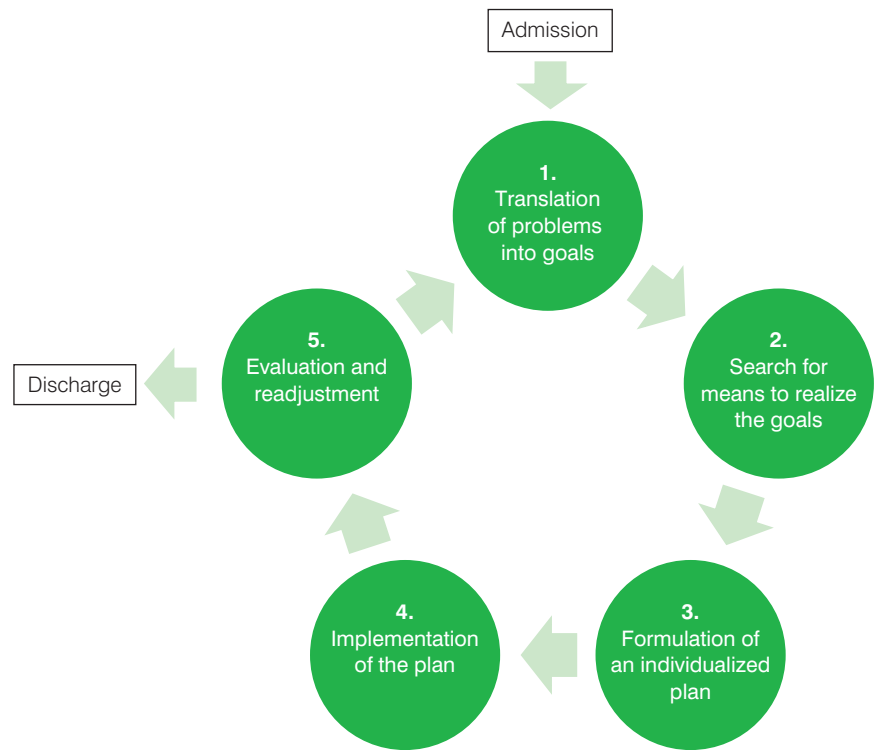 Admission
1.
Translation
of problems
into goals
2.
Search for
means to realize
the goals
3.
Formulation of
an individualized
plan
4.
Implementation
of the plan
5.
Evaluation and
readjustment
Discharge